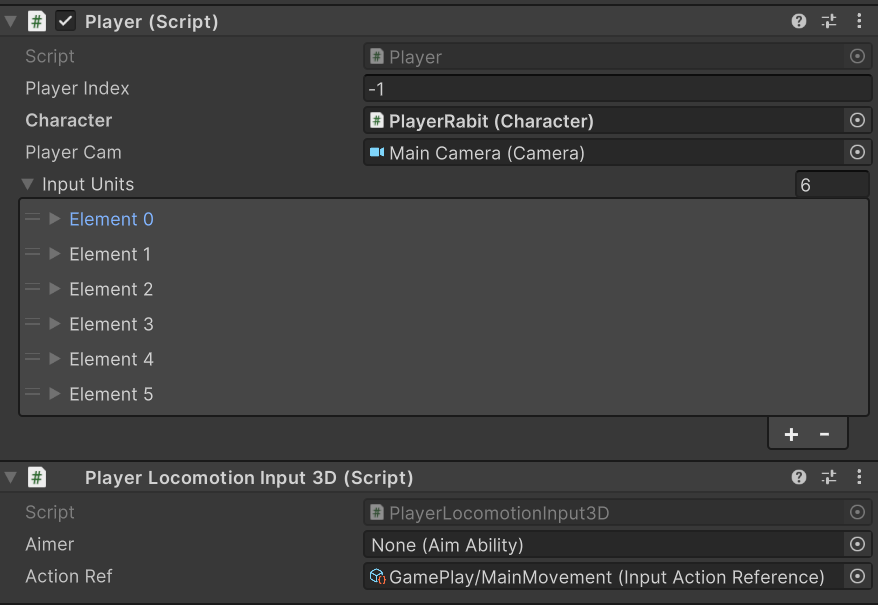 Player (Script)
Script Player
Player Index -1
Character PlayerRabit (Character)
Player Cam Main Camera (Camera)
Input Units 6
Element 0
Element 1
Element 2
Element 3
Element 4
Element 5
+ -
Player Locomotion Input 3D (Script)
Script PlayerLocomotionInput3D
Aimer None (Aim Ability)
Action Ref GamePlay/MainMovement (Input Action Reference)